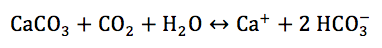 CaCO₃ + CO₂ + H₂O ↔ Ca⁺ + 2 HCO₃⁻